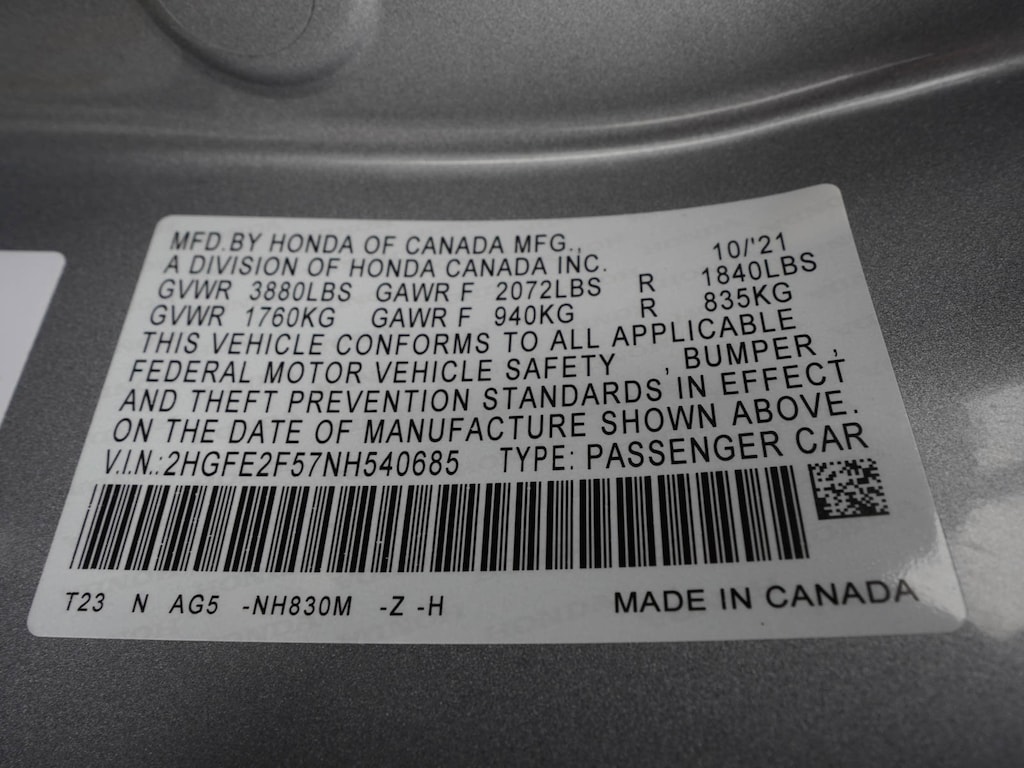 MFD.BY HONDA OF CANADA MFG., 10/'21
A DIVISION OF HONDA CANADA INC.
GVWR 3880LBS GAWR F 2072LBS R 1840LBS
GVWR 1760KG GAWR F 940KG R 835KG
THIS VEHICLE CONFORMS TO ALL APPLICABLE
FEDERAL MOTOR VEHICLE SAFETY , BUMPER ,
AND THEFT PREVENTION STANDARDS IN EFFECT
ON THE DATE OF MANUFACTURE SHOWN ABOVE.
V.I.N.:2HGFE2F57NH540685 TYPE: PASSENGER CAR
T23 N AG5 -NH830M -Z -H MADE IN CANADA